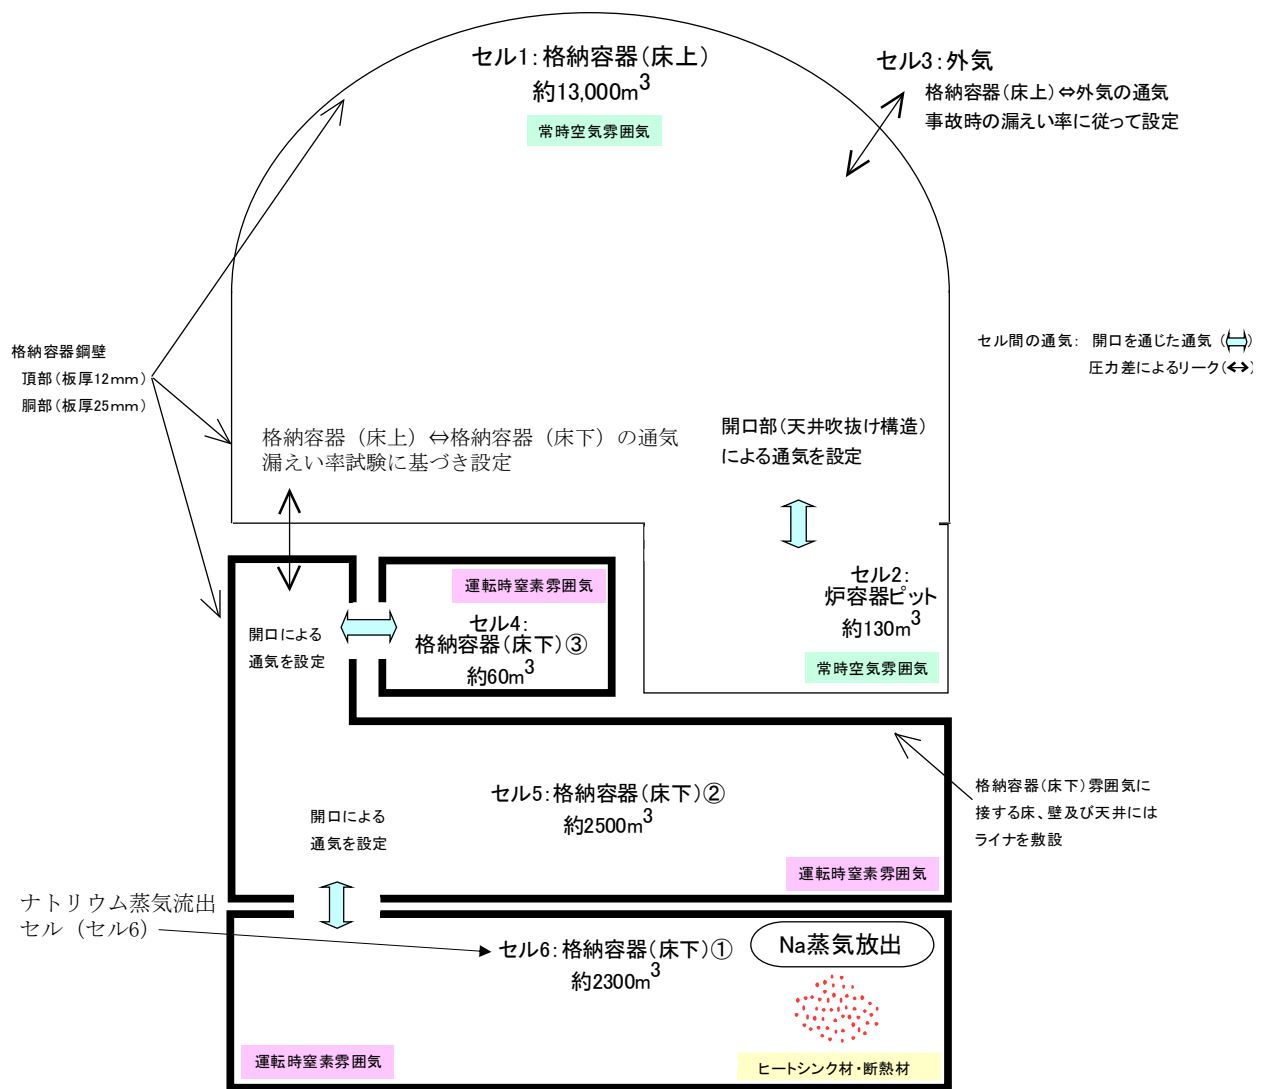 セル1：格納容器（床上）
約13,000m3
常時空気雰囲気
セル3：外気
格納容器（床上）⇔外気の通気
事故時の漏えい率に従って設定
格納容器鋼壁
頂部（板厚12mm）
胴部（板厚25mm）
セル間の通気： 開口を通じた通気（⇔）
圧力差によるリーク（↔）
格納容器（床上）⇔格納容器（床下）の通気
漏えい率試験に基づき設定
開口部（天井吹抜け構造）
による通気を設定
セル2：
炉容器ピット
約130m3
常時空気雰囲気
運転時窒素雰囲気
セル4：
格納容器（床下）③
約60m3
開口による
通気を設定
セル5：格納容器（床下）②
約2500m3
格納容器（床下）雰囲気に
接する床、壁及び天井には
ライナを敷設
開口による
通気を設定
運転時窒素雰囲気
ナトリウム蒸気流出
セル（セル6）
セル6：格納容器（床下）①
約2300m3
Na蒸気放出
運転時窒素雰囲気
ヒートシンク材・断熱材